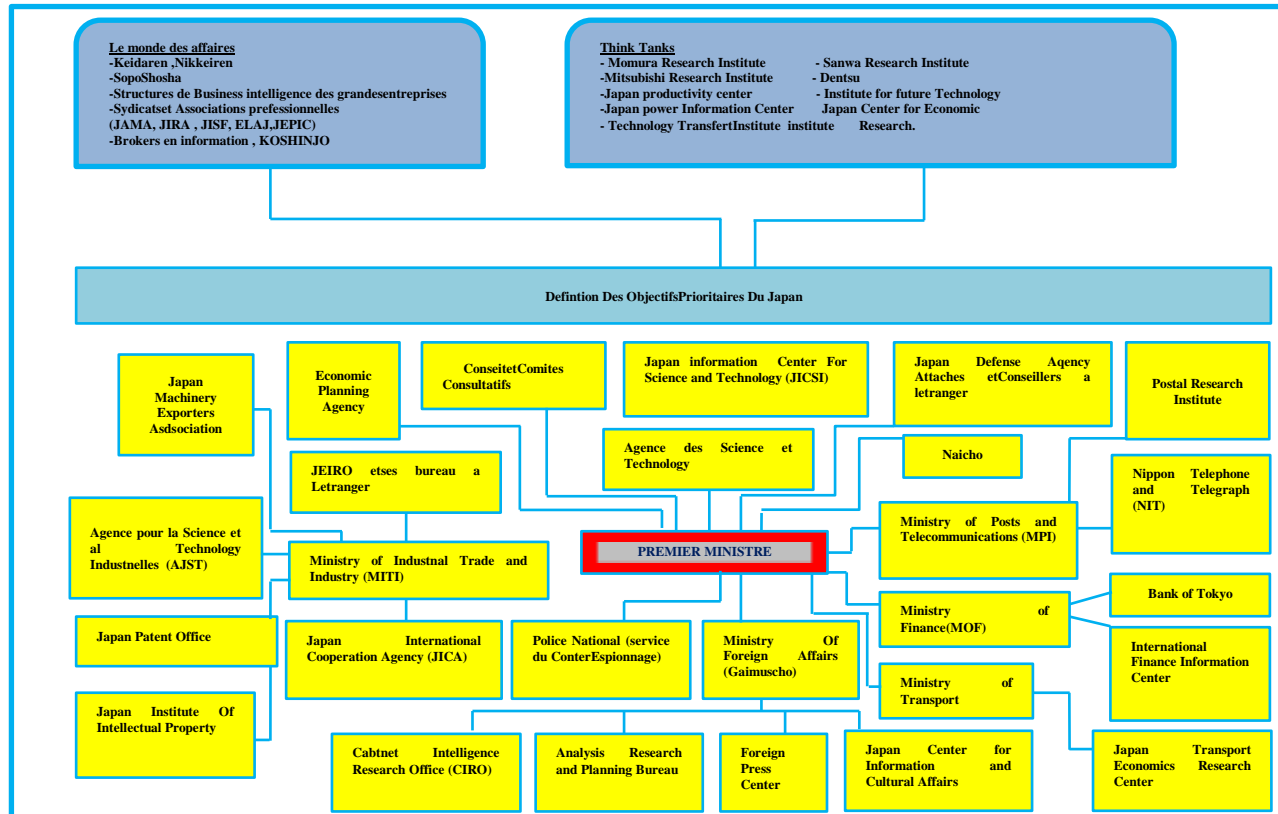 Le monde des affaires
-Keidaren ,Nikkeiren
-SopoShosha
-Structures de Business intelligence des grandesentreprises
-Sydicatset Associations prefessionnelles
(JAMA, JIRA , JISF, ELAJ,JEPIC)
-Brokers en information , KOSHINJO
Think Tanks
- Momura Research Institute - Sanwa Research Institute
-Mitsubishi Research Institute - Dentsu
-Japan productivity center - Institute for future Technology
-Japan power Information Center Japan Center for Economic
- Technology TransfertInstitute institute Research.
Defintion Des ObjectifsPrioritaires Du Japan
Japan
Machinery
Exporters
Asdsociation
Economic
Planning
Agency
ConseitetComites
Consultatifs
Japan information Center For
Science and Technology (JICSI)
Japan Defense Aqency
Attaches etConseillers a
letranger
Postal Research
Institute
Agence des Science et
Technology
Naicho
JEIRO etses bureau a
Letranger
Nippon Telephone
and Telegraph
(NIT)
Agence pour la Science et
al Technology
Industnelles (AJST)
Ministry of Industnal Trade and
Industry (MITI)
PREMIER MINISTRE
Ministry of Posts and
Telecommunications (MPI)
Bank of Tokyo
Ministry of
Finance(MOF)
Japan Patent Office
Japan International
Cooperation Agency (JICA)
Police National (service
du ConterEspionnage)
Ministry Of
Foreign Affairs
(Gaimuscho)
International
Finance Information
Center
Ministry of
Transport
Japan Institute Of
Intellectual Property
Cabtnet Intelligence
Research Office (CIRO)
Analysis Research
and Planning Bureau
Foreign
Press
Center
Japan Center for
Information and
Cultural Affairs
Japan Transport
Economics Research
Center